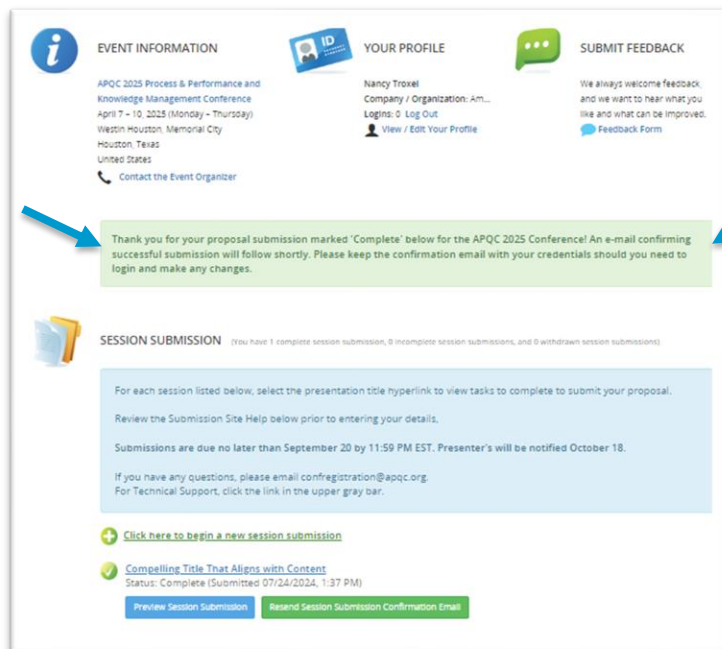 EVENT INFORMATION
APQC 2025 Process & Performance and
Knowledge Management Conference
April 7 – 10, 2025 (Monday – Thursday)
Westin Houston, Memorial City
Houston, Texas
United States
Contact the Event Organizer
ID
YOUR PROFILE
Nancy Troxel
Company / Organization: Am...
Logins: 0 Log Out
View / Edit Your Profile
SUBMIT FEEDBACK
We always welcome feedback,
and we want to hear what you
like and what can be improved.
Feedback Form
Thank you for your proposal submission marked 'Complete' below for the APQC 2025 Conference! An e-mail confirming
successful submission will follow shortly. Please keep the confirmation email with your credentials should you need to
login and make any changes.
SESSION SUBMISSION (You have 1 complete session submission, 0 incomplete session submissions, and 0 withdrawn session submissions)
For each session listed below, select the presentation title hyperlink to view tasks to complete to submit your proposal.
Review the Submission Site Help below prior to entering your details.
Submissions are due no later than September 20 by 11:59 PM EST. Presenter's will be notified October 18.
If you have any questions, please email confregistration@apqc.org.
For Technical Support, click the link in the upper gray bar.
Click here to begin a new session submission
Compelling Title That Aligns with Content
Status: Complete (Submitted 07/24/2024, 1:37 PM)
Preview Session Submission
Resend Session Submission Confirmation Email